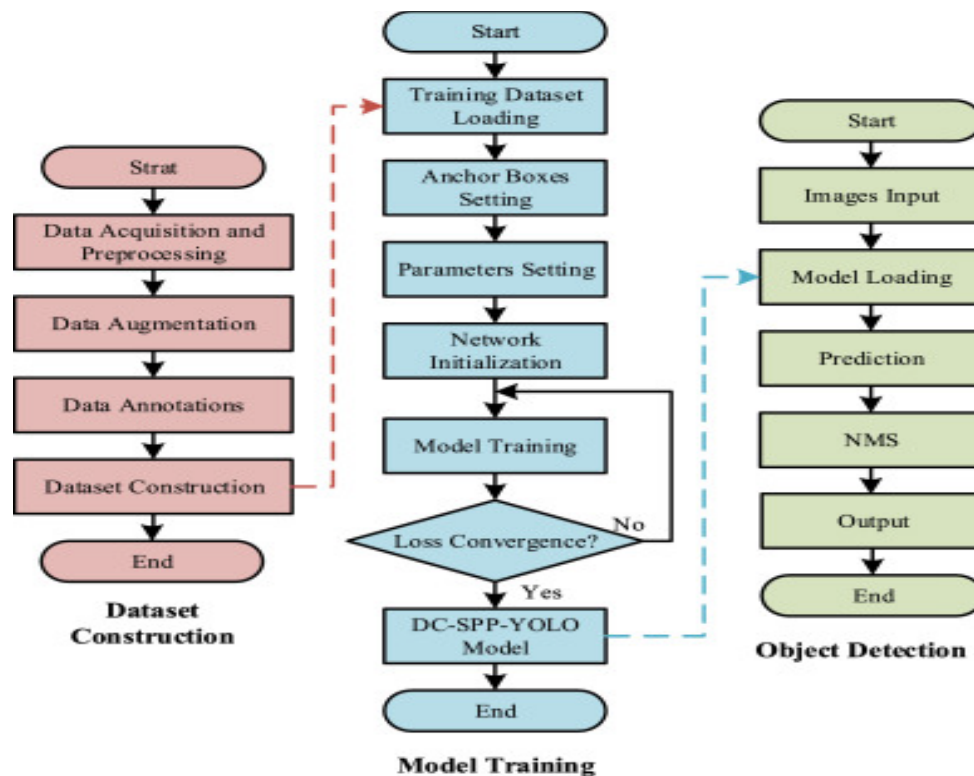 Strat
Data Acquisition and
Preprocessing
Data Augmentation
Data Annotations
Dataset Construction
End
Dataset
Construction
Start
Training Dataset
Loading
Anchor Boxes
Setting
Parameters Setting
Network
Initialization
Model Training
Loss Convergence?
No
Yes
DC-SPP-YOLO
Model
End
Model Training
Start
Images Input
Model Loading
Prediction
NMS
Output
End
Object Detection